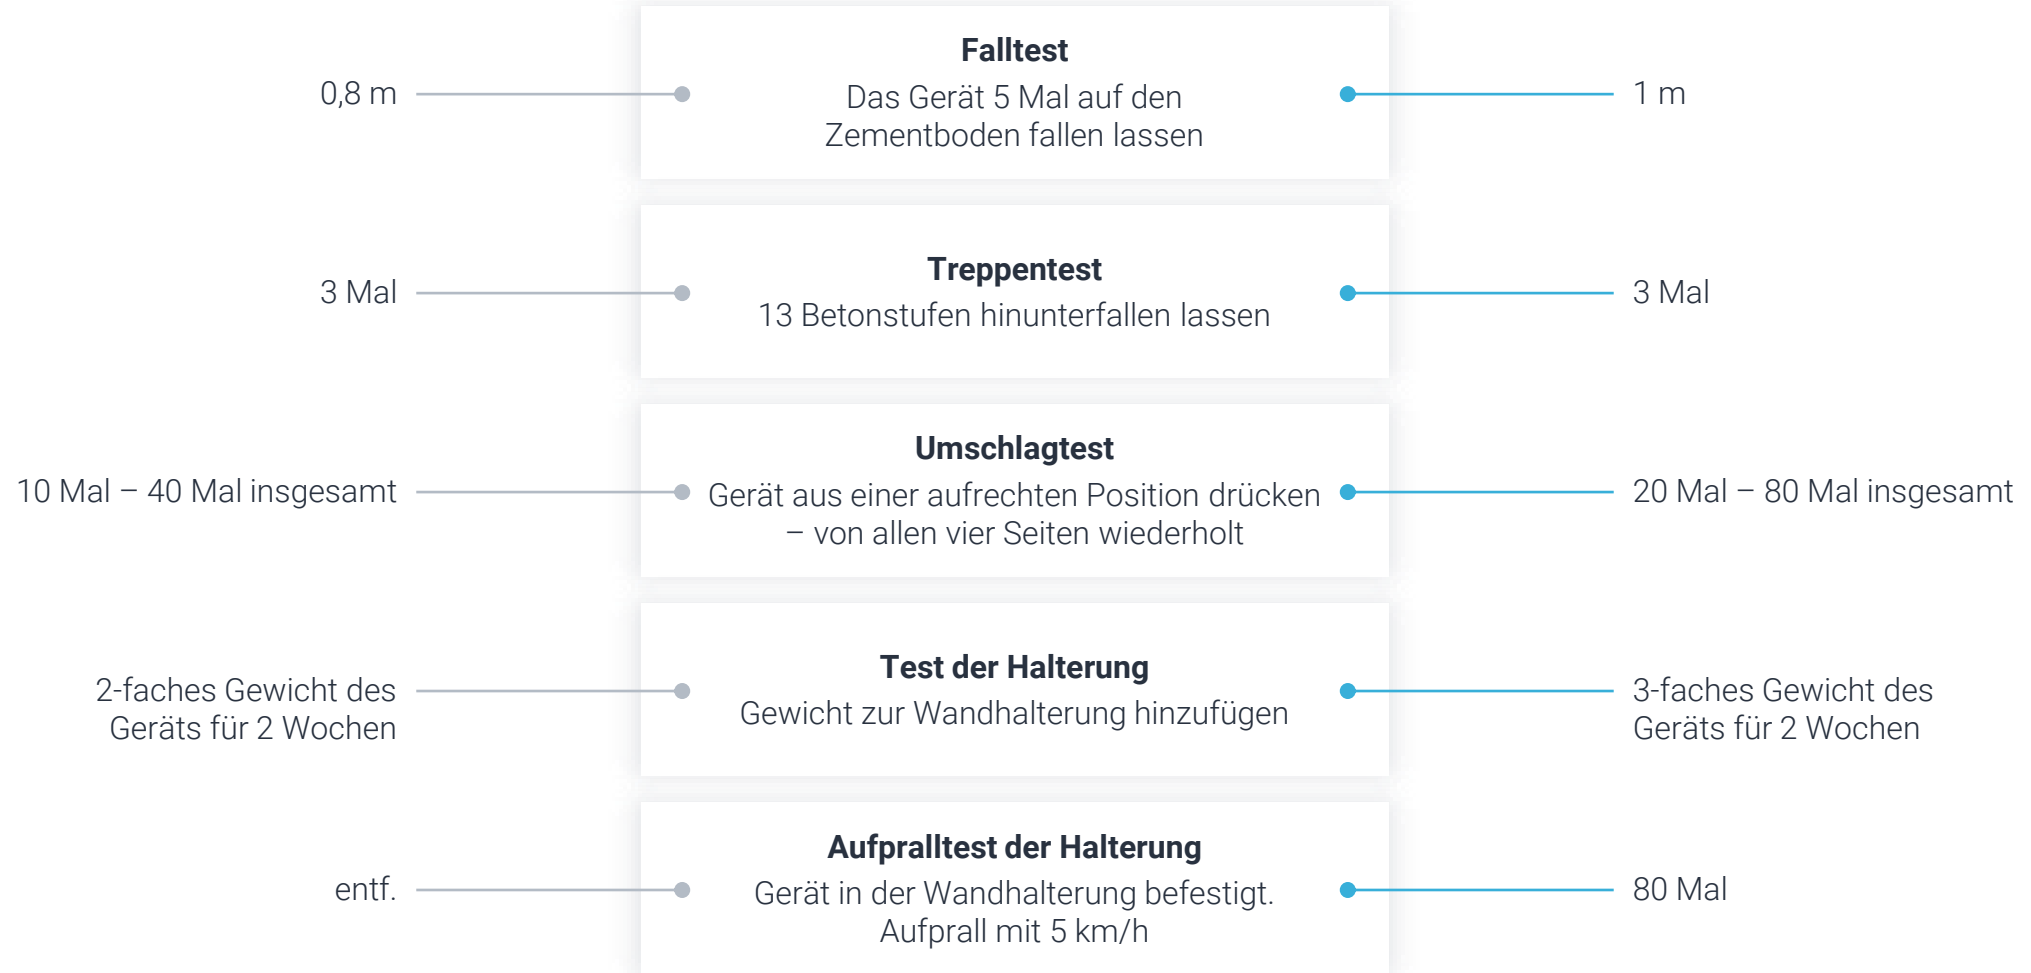 Falltest
0,8 m
Das Gerät 5 Mal auf den
Zementboden fallen lassen
1 m
Treppentest
3 Mal
13 Betonstufen hinunterfallen lassen
3 Mal
Umschlagtest
10 Mal – 40 Mal insgesamt
Gerät aus einer aufrechten Position drücken
– von allen vier Seiten wiederholt
20 Mal – 80 Mal insgesamt
Test der Halterung
2-faches Gewicht des
Geräts für 2 Wochen
Gewicht zur Wandhalterung hinzufügen
3-faches Gewicht des
Geräts für 2 Wochen
Aufpralltest der Halterung
entf.
Gerät in der Wandhalterung befestigt.
Aufprall mit 5 km/h
80 Mal